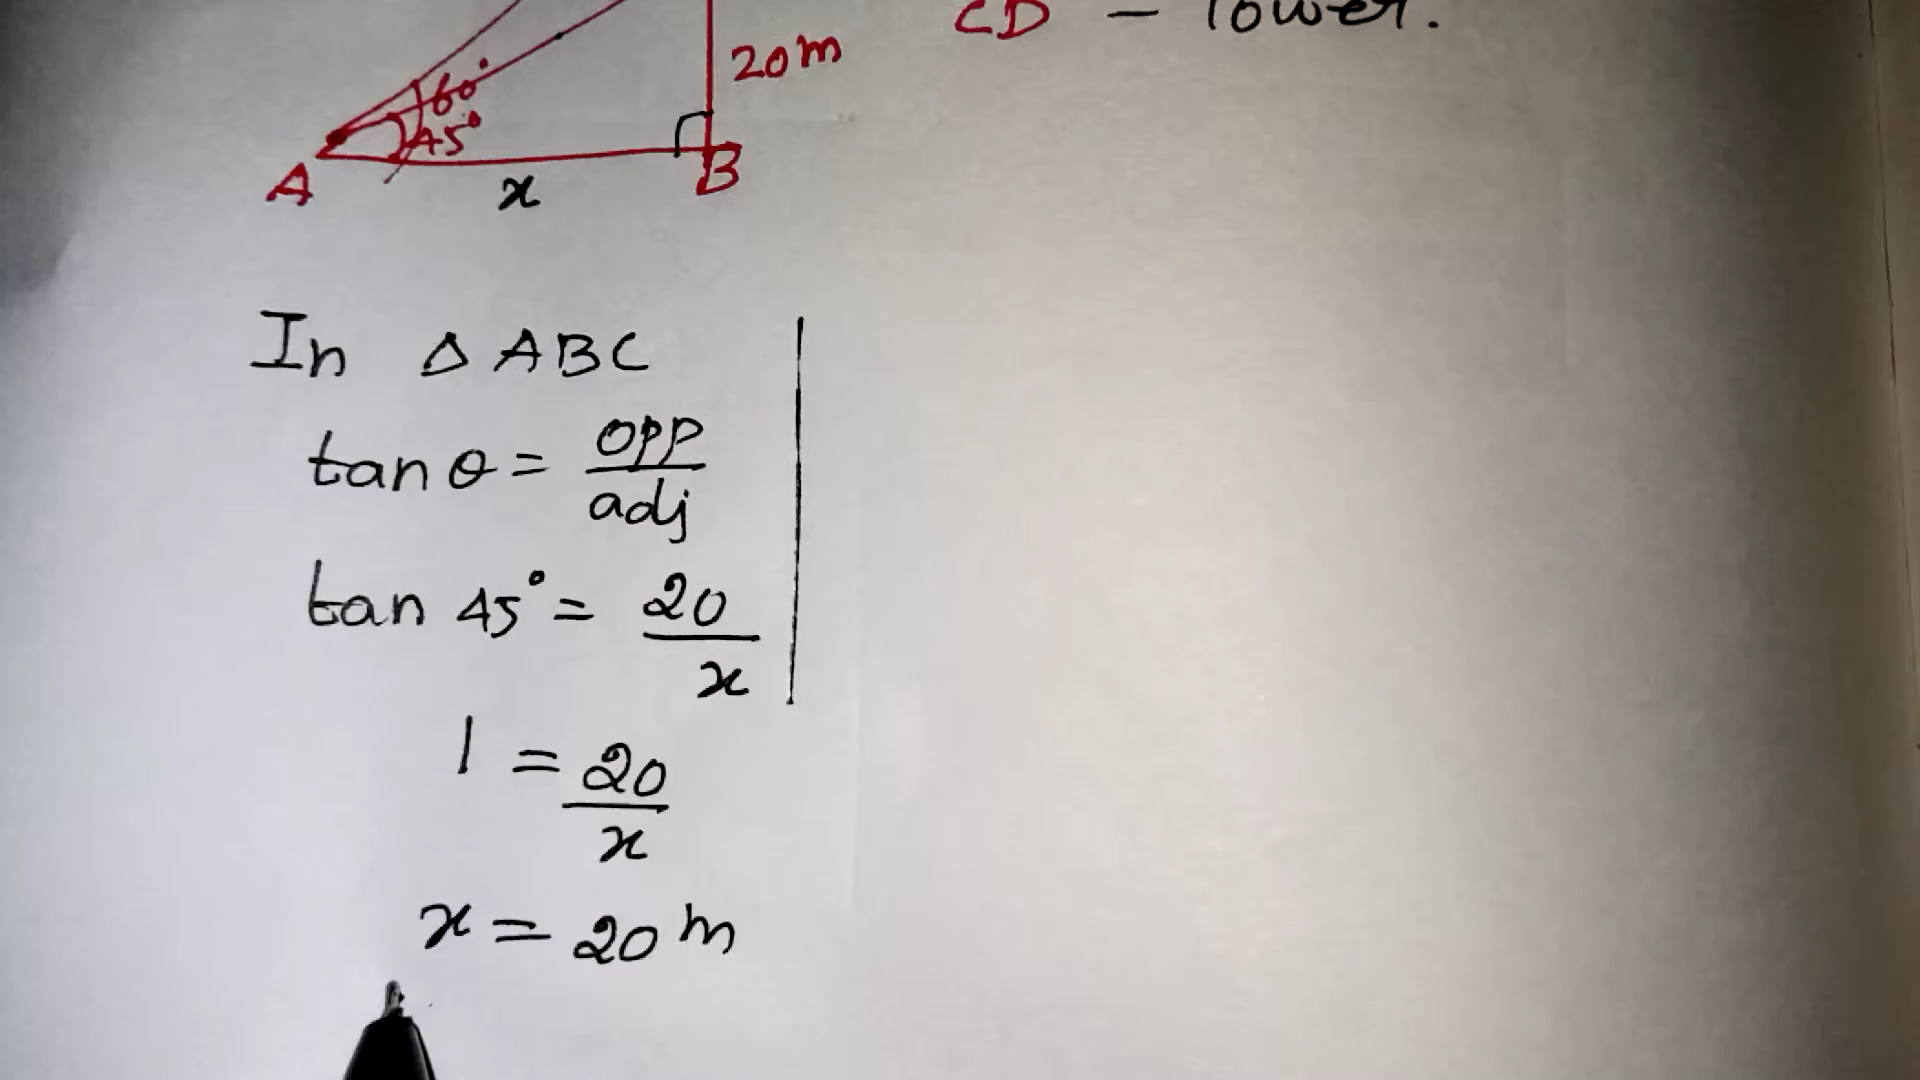 CD - Tower.
20m
60°
45°
A
B
x
In Δ ABC
tan θ = opp/adj
tan 45° = 20/x
1 = 20/x
x = 20 m